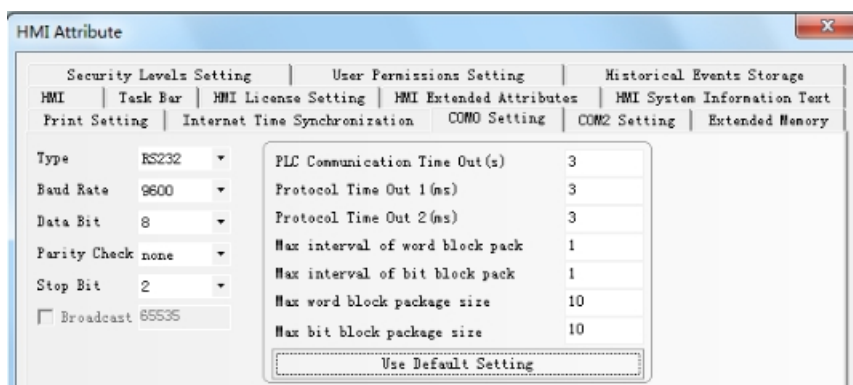 HMI Attribute
x
Security Levels Setting User Permissions Setting Historical Events Storage
HMI Task Bar HMI License Setting HMI Extended Attributes HMI System Information Text
Print Setting Internet Time Synchronization COM0 Setting COM2 Setting Extended Memory
Type RS232 PLC Communication Time Out(s) 3
Baud Rate 9600 Protocol Time Out 1(ms) 3
Data Bit 8 Protocol Time Out 2(ms) 3
Parity Check none Max interval of word block pack 1
Stop Bit 2 Max interval of bit block pack 1
Broadcast 65535 Max word block package size 10
Max bit block package size 10
Use Default Setting